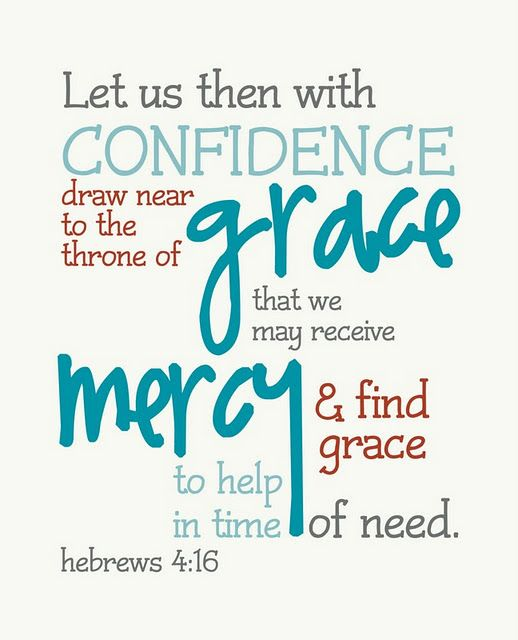 Let us then with
CONFIDENCE
draw near
to the
throne of
grace
that we
may receive
mercy
& find
grace
to help
in time
of need.
hebrews 4:16